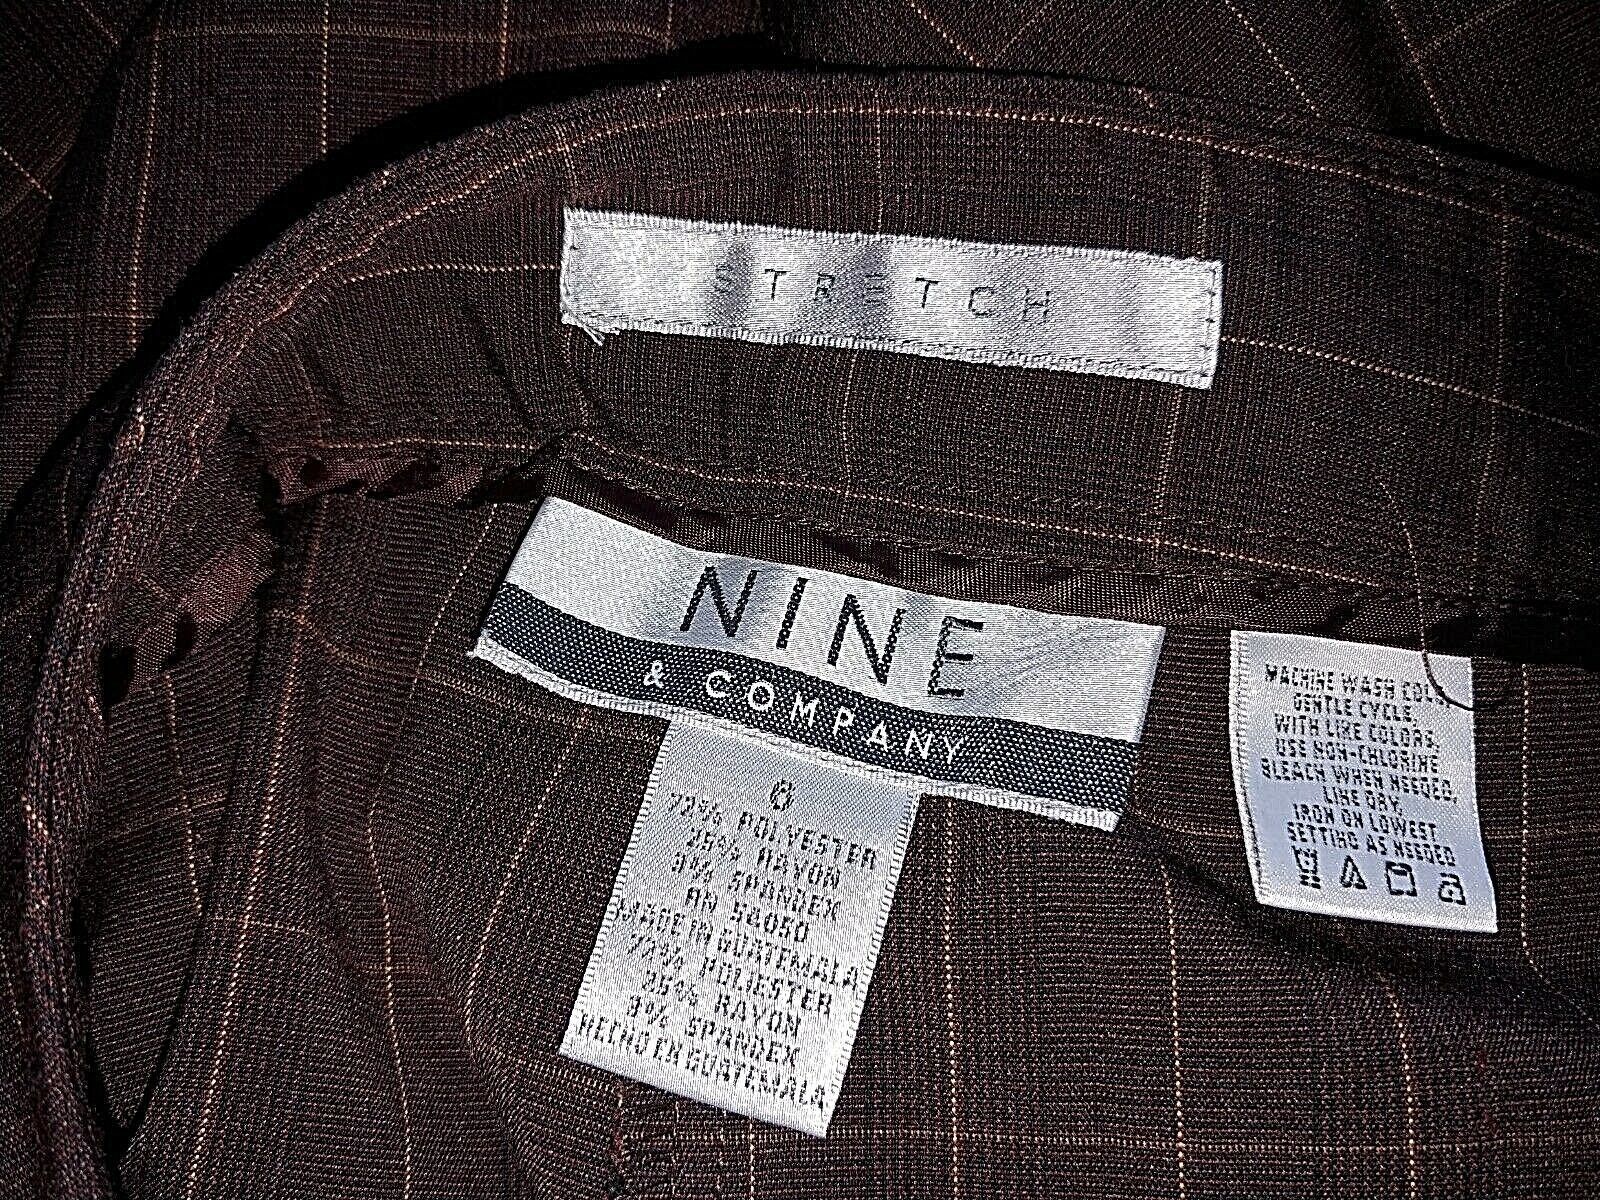 STRETCH
NINE
& COMPANY
6
72% POLYESTER
25% RAYON
3% SPANDEX
RN 54050
MADE IN GUATEMALA
72% POLIESTER
25% RAYON
3% SPANDEX
HECHO EN GUATEMALA
MACHINE WASH
GENTLE CYCLE,
WITH LIKE COLORS,
USE NON-CHLORINE
BLEACH WHEN NEEDED,
LINE DRY,
IRON ON LOWEST
SETTING AS NEEDED